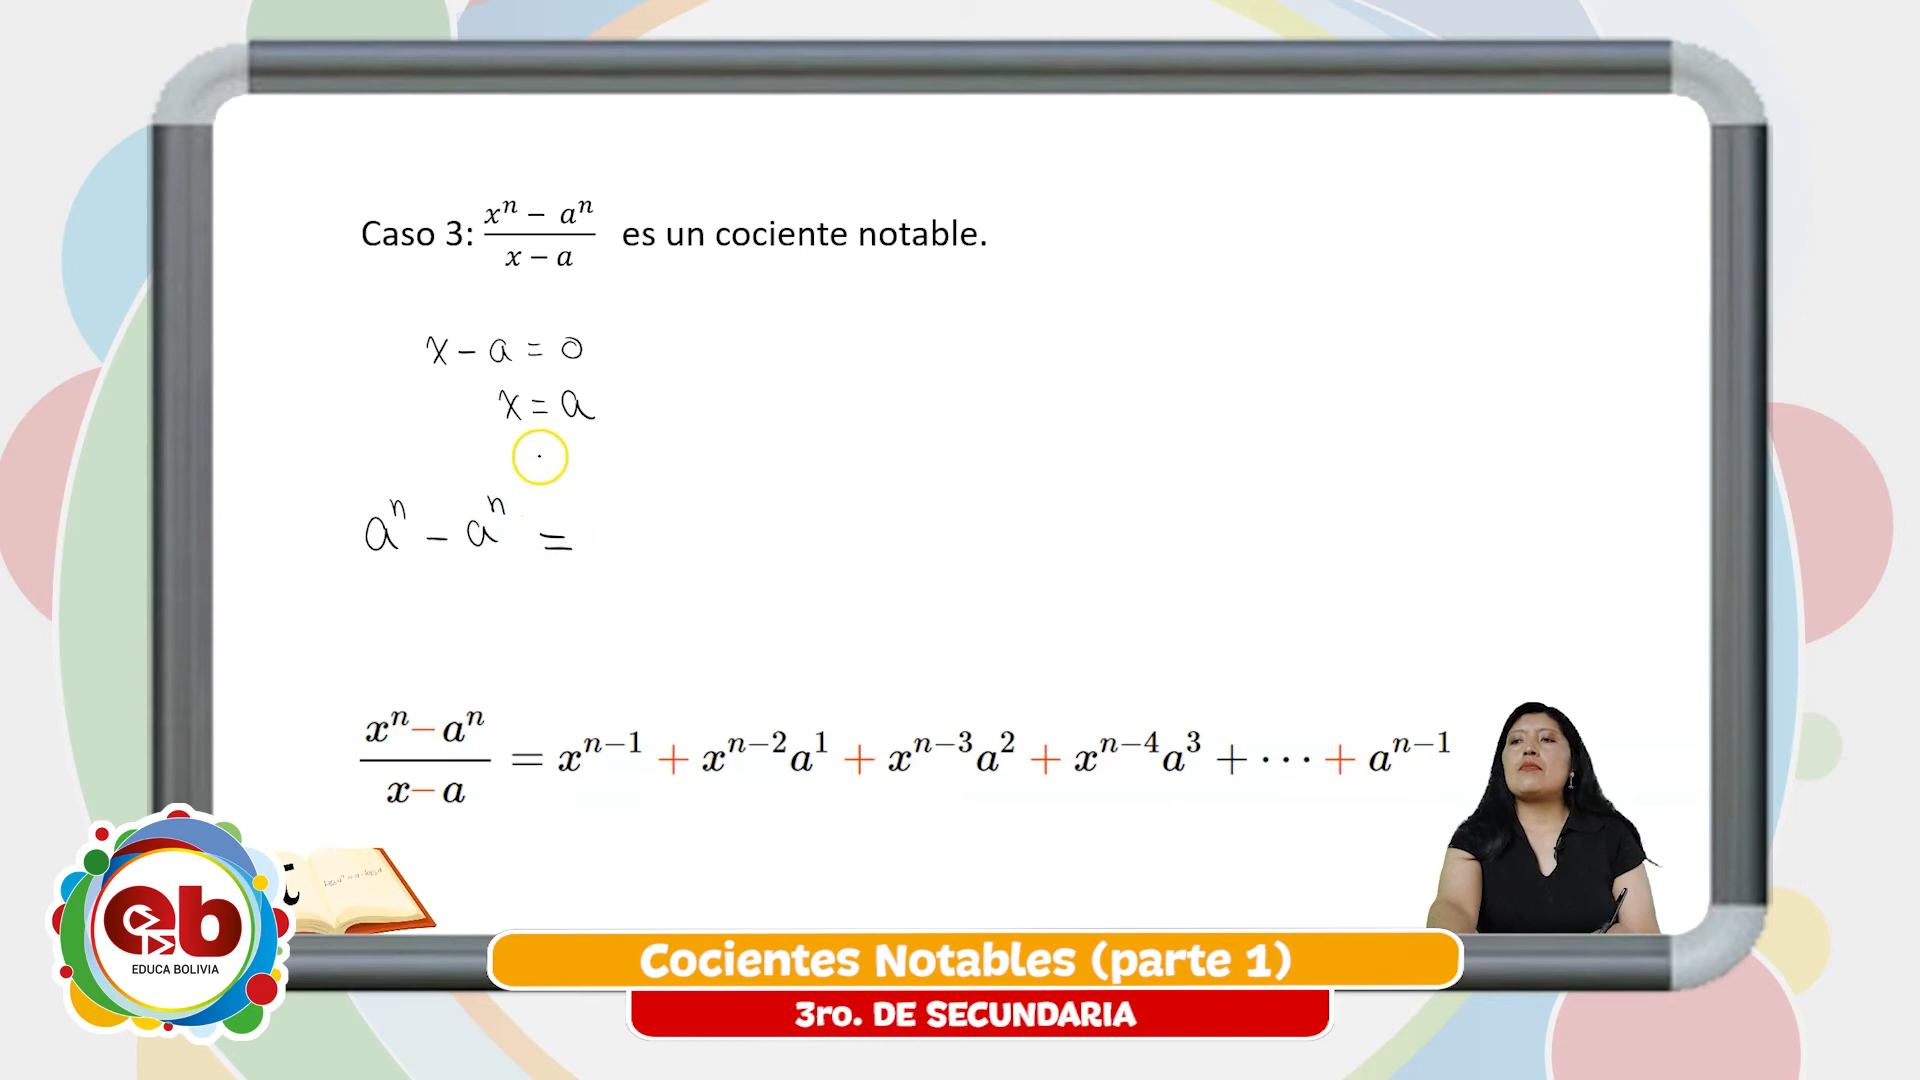 Caso 3: xⁿ − aⁿ / x − a es un cociente notable.
x − a = 0
x = a
aⁿ − aⁿ =
xⁿ − aⁿ / x − a = xⁿ⁻¹ + xⁿ⁻²a¹ + xⁿ⁻³a² + xⁿ⁻⁴a³ + ··· + aⁿ⁻¹
eb
EDUCA BOLIVIA
Cocientes Notables (parte 1)
3ro. DE SECUNDARIA